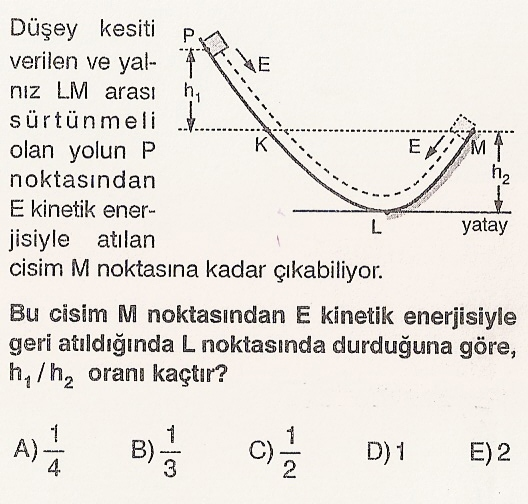 Düşey kesiti
verilen ve yal-
nız LM arası
sürtünmeli
olan yolun P
noktasından
E kinetik ener-
jisiyle atılan
cisim M noktasına kadar çıkabiliyor.
P
E
h₁
K
E
M
h₂
L
yatay
Bu cisim M noktasından E kinetik enerjisiyle
geri atıldığında L noktasında durduğuna göre,
h₁ / h₂ oranı kaçtır?
A) 1/4 B) 1/3 C) 1/2 D) 1 E) 2